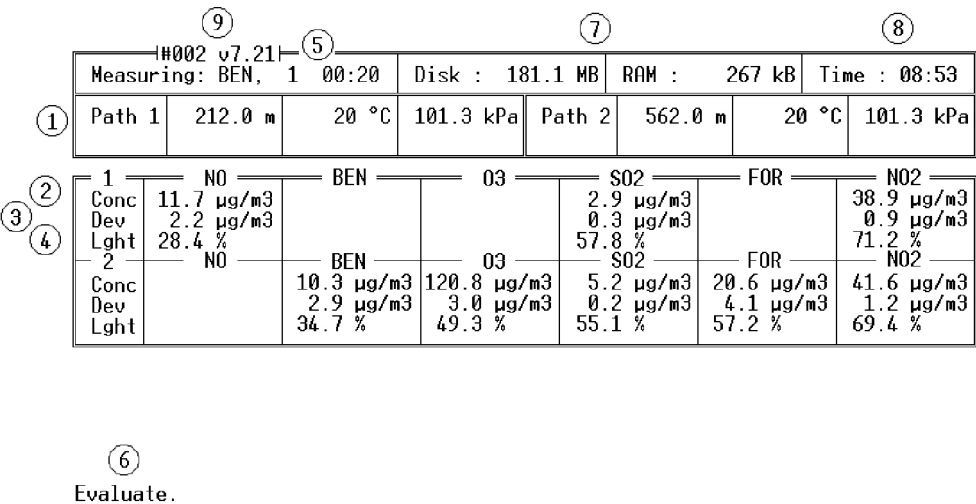 9 7 8
#002 v7.21 5
Measuring: BEN, 1 00:20 Disk : 181.1 MB RAM : 267 kB Time : 08:53
1 Path 1 212.0 m 20 °C 101.3 kPa Path 2 562.0 m 20 °C 101.3 kPa
1 NO BEN O3 SO2 FOR NO2
2 Conc 11.7 µg/m3 2.9 µg/m3 38.9 µg/m3
3 Dev 2.2 µg/m3 0.3 µg/m3 0.9 µg/m3
4 Lght 28.4 % 57.8 % 71.2 %
2 NO BEN O3 SO2 FOR NO2
Conc 10.3 µg/m3 120.8 µg/m3 5.2 µg/m3 20.6 µg/m3 41.6 µg/m3
Dev 2.9 µg/m3 3.0 µg/m3 0.2 µg/m3 4.1 µg/m3 1.2 µg/m3
Lght 34.7 % 49.3 % 55.1 % 57.2 % 69.4 %
6
Evaluate.